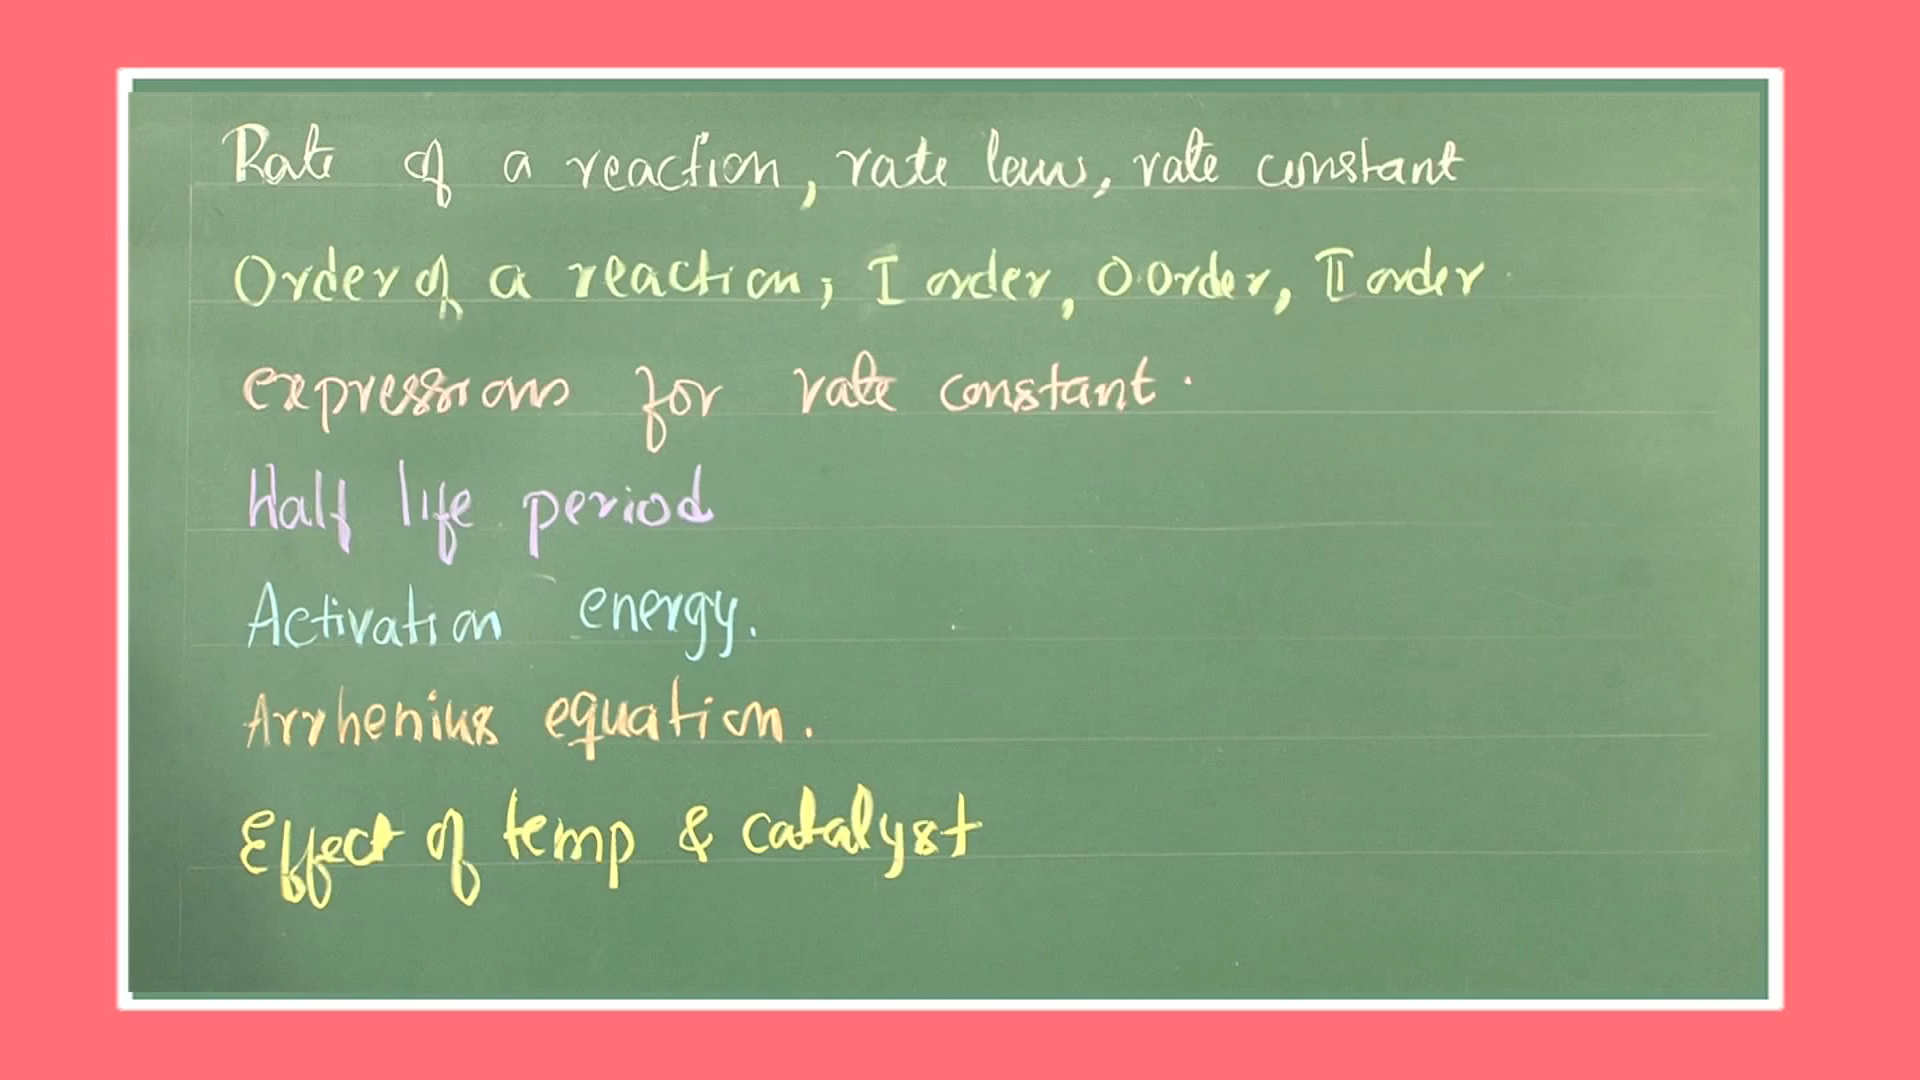 Rate of a reaction, rate law, rate constant
Order of a reaction; I order, 0 order, II order
expressions for rate constant.
Half life period
Activation energy.
Arrhenius equation.
Effect of temp & catalyst